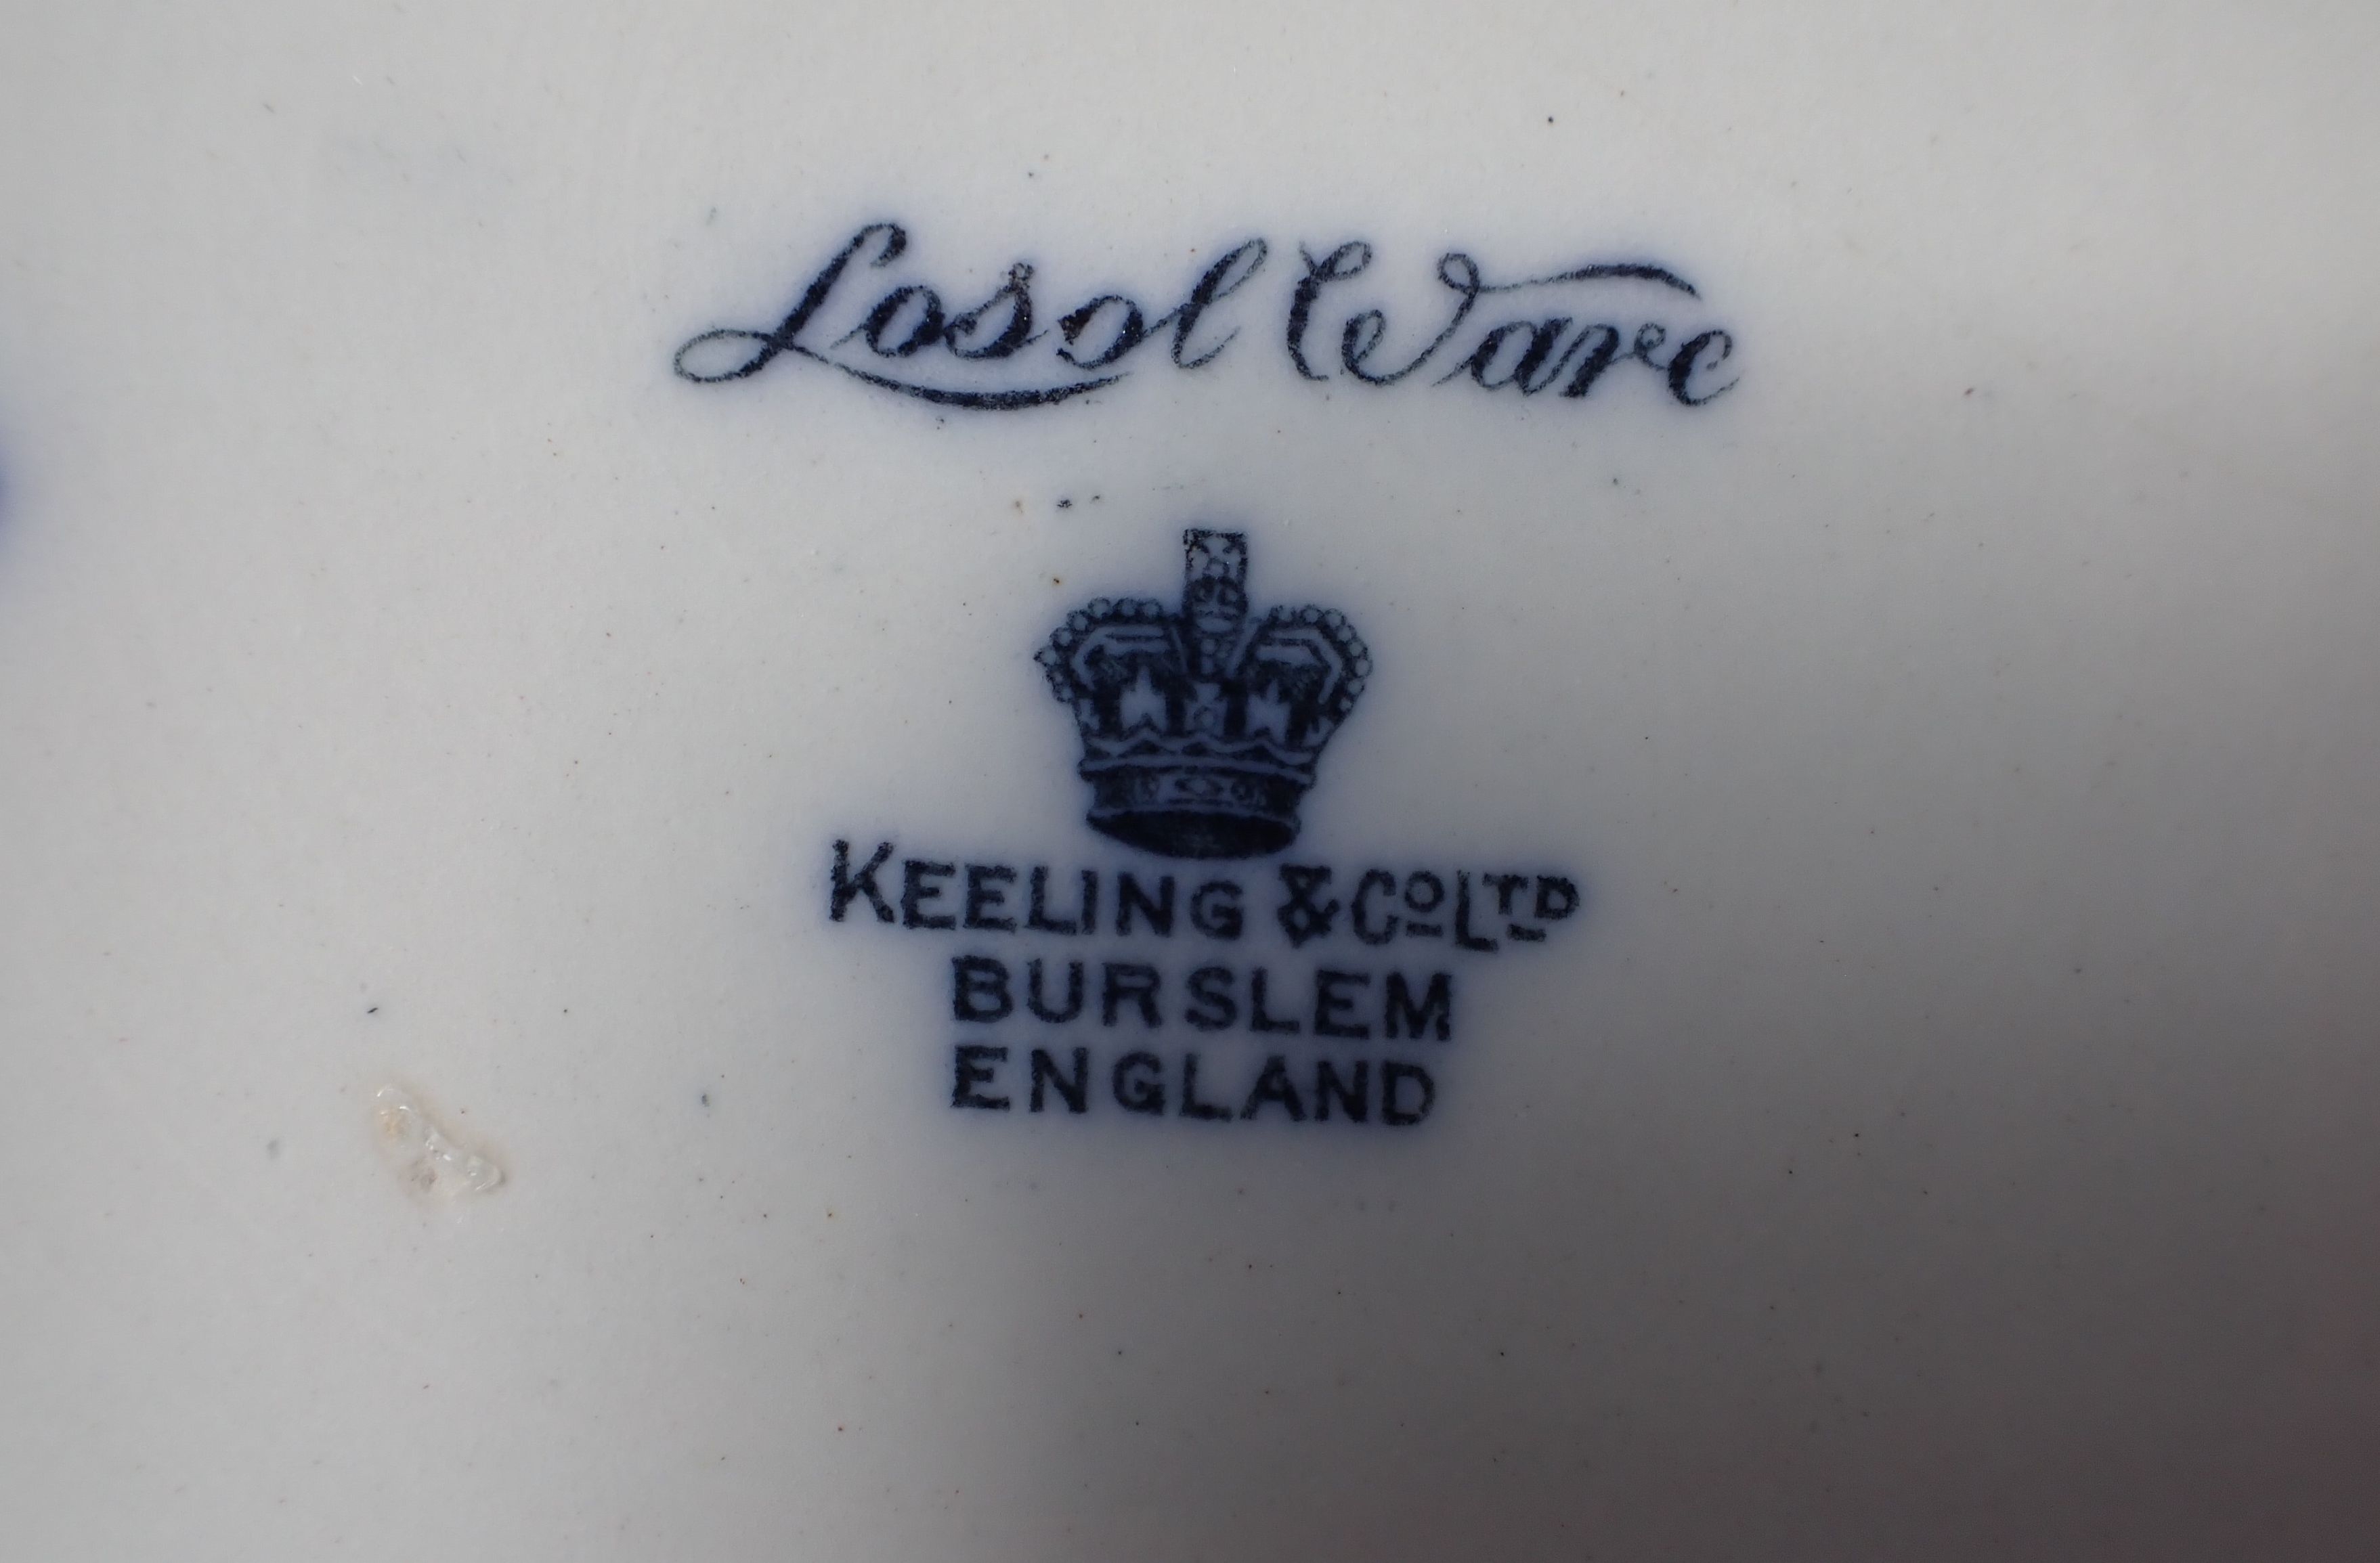 Losol Ware
KEELING & Co LTD
BURSLEM
ENGLAND